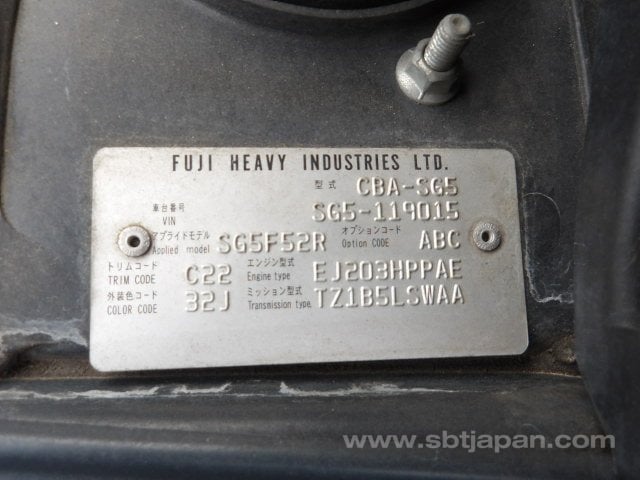 FUJI HEAVY INDUSTRIES LTD.
型式 CBA-SG5
車台番号 VIN SG5-119015
アプライドモデル Applied model SG5F52R オプションコード Option CODE ABC
トリムコード TRIM CODE C22 エンジン型式 Engine type EJ203HPPAE
外装色コード COLOR CODE 32J ミッション型式 Transmission type TZ1B5LSWAA
www.sbtjapan.com/